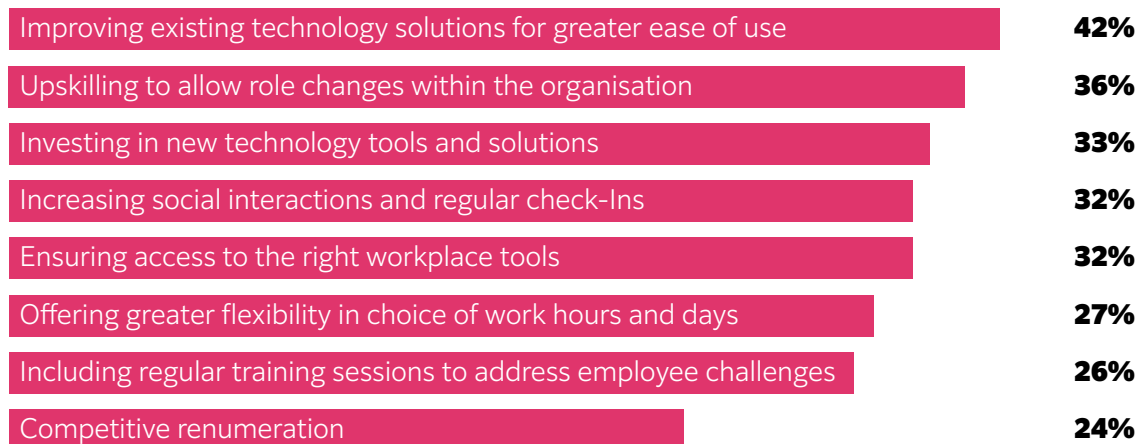 Improving existing technology solutions for greater ease of use 42%
Upskilling to allow role changes within the organisation 36%
Investing in new technology tools and solutions 33%
Increasing social interactions and regular check-Ins 32%
Ensuring access to the right workplace tools 32%
Offering greater flexibility in choice of work hours and days 27%
Including regular training sessions to address employee challenges 26%
Competitive renumeration 24%